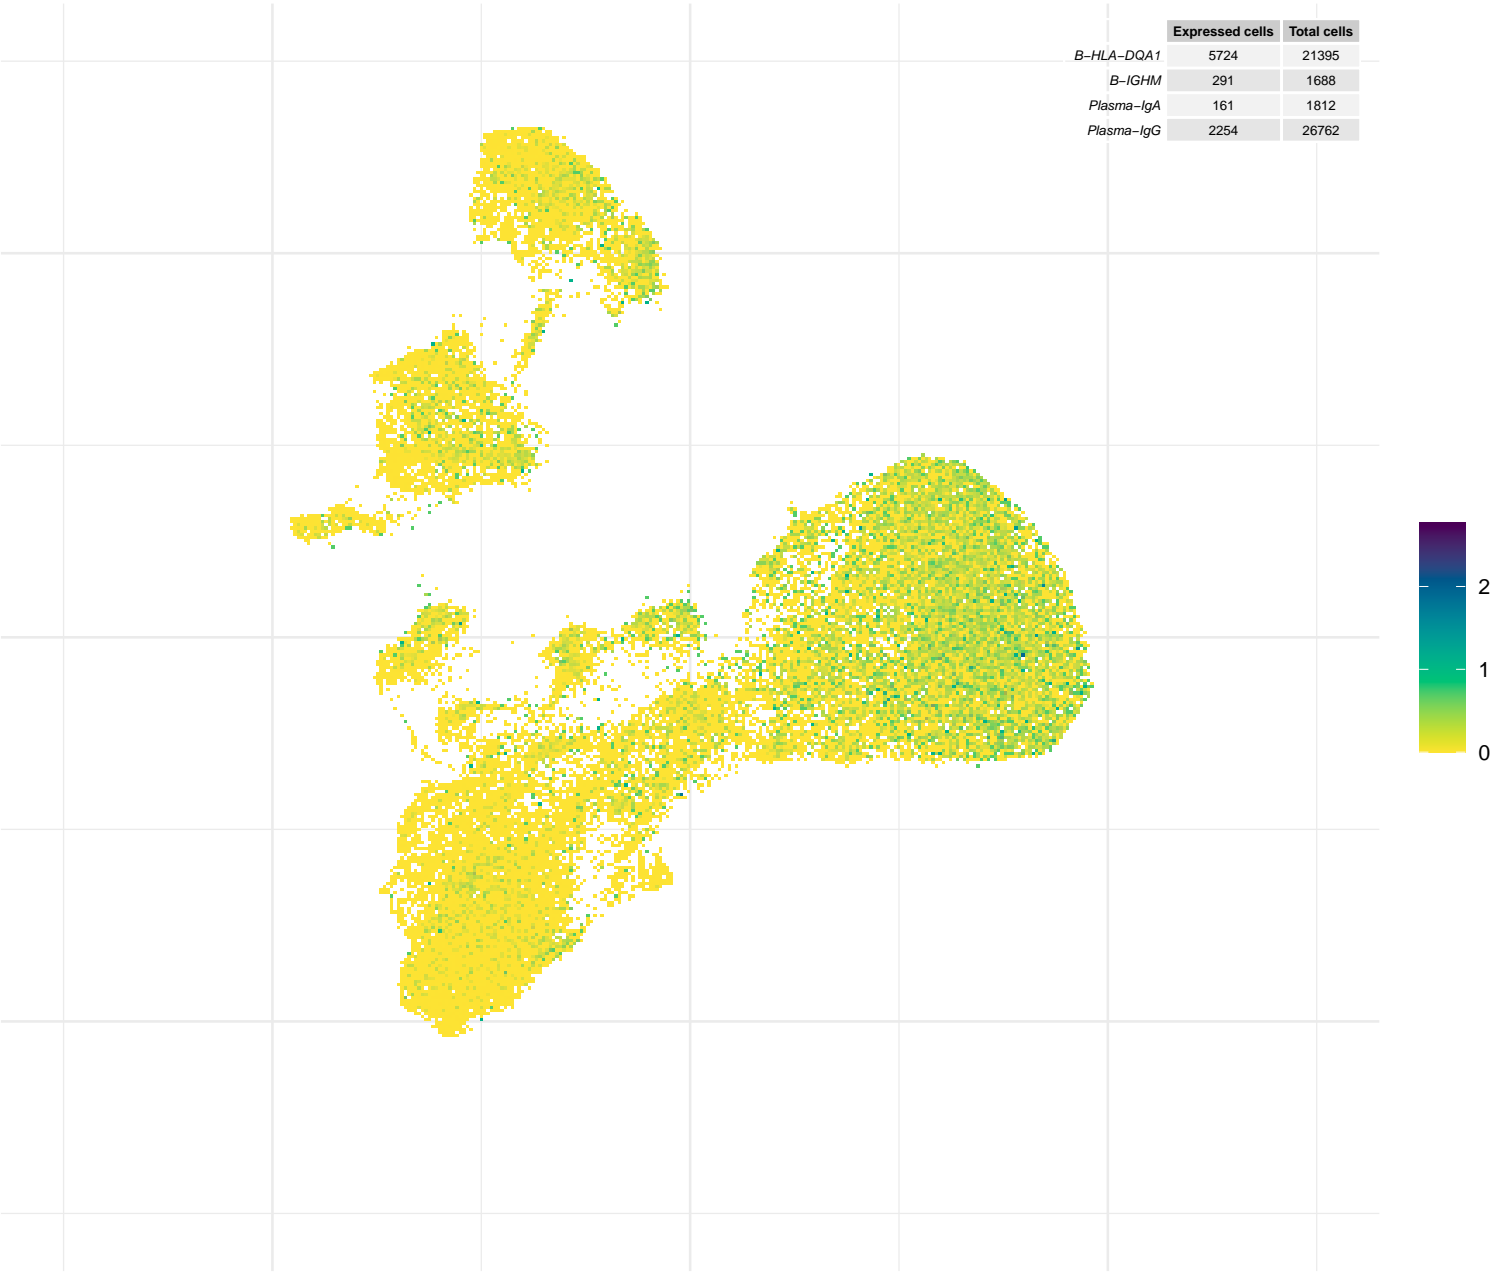 Expressed cells Total cells
B−HLA−DQA1 5724 21395
B−IGHM 291 1688
Plasma−IgA 161 1812
Plasma−IgG 2254 26762
2
1
0